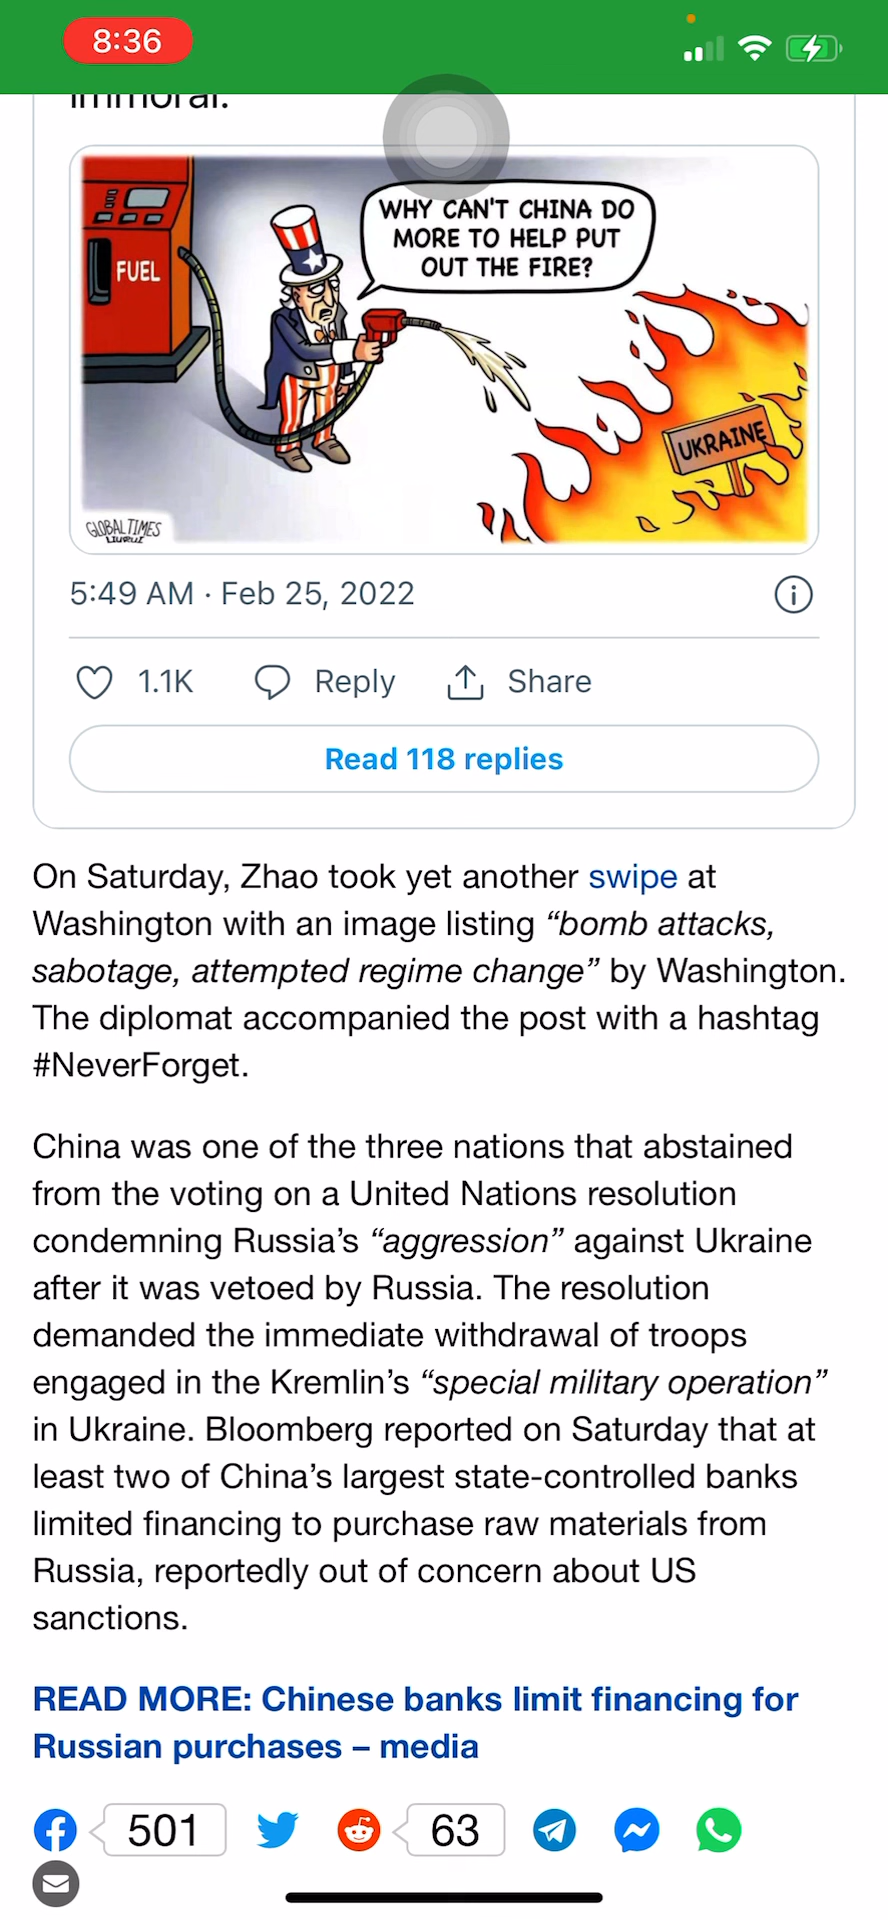 8:36
immoral.
WHY CAN'T CHINA DO
MORE TO HELP PUT
OUT THE FIRE?
FUEL
UKRAINE
GLOBAL TIMES
5:49 AM · Feb 25, 2022
1.1K Reply Share
Read 118 replies
On Saturday, Zhao took yet another swipe at
Washington with an image listing “bomb attacks,
sabotage, attempted regime change” by Washington.
The diplomat accompanied the post with a hashtag
#NeverForget.
China was one of the three nations that abstained
from the voting on a United Nations resolution
condemning Russia’s “aggression” against Ukraine
after it was vetoed by Russia. The resolution
demanded the immediate withdrawal of troops
engaged in the Kremlin’s “special military operation”
in Ukraine. Bloomberg reported on Saturday that at
least two of China’s largest state-controlled banks
limited financing to purchase raw materials from
Russia, reportedly out of concern about US
sanctions.
READ MORE: Chinese banks limit financing for
Russian purchases – media
501 63